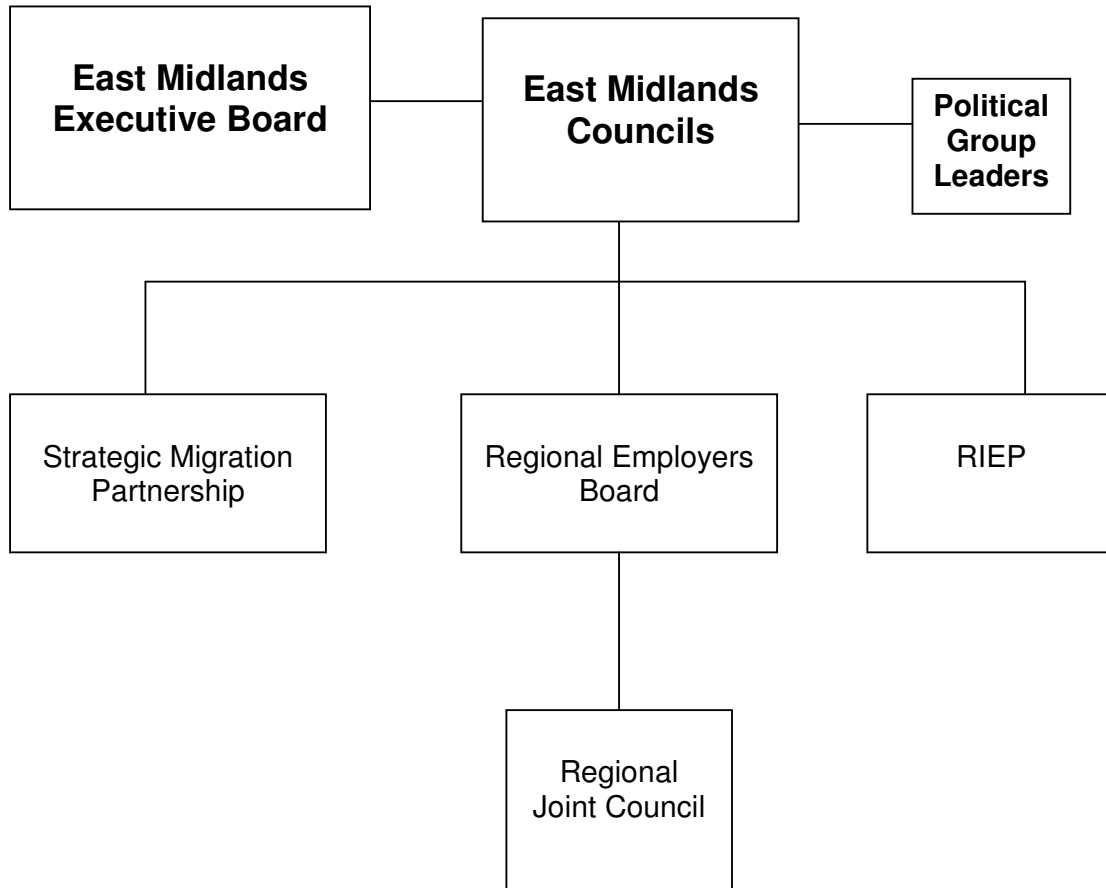 East Midlands
Executive Board
East Midlands
Councils
Political
Group
Leaders
Strategic Migration
Partnership
Regional Employers
Board
RIEP
Regional
Joint Council